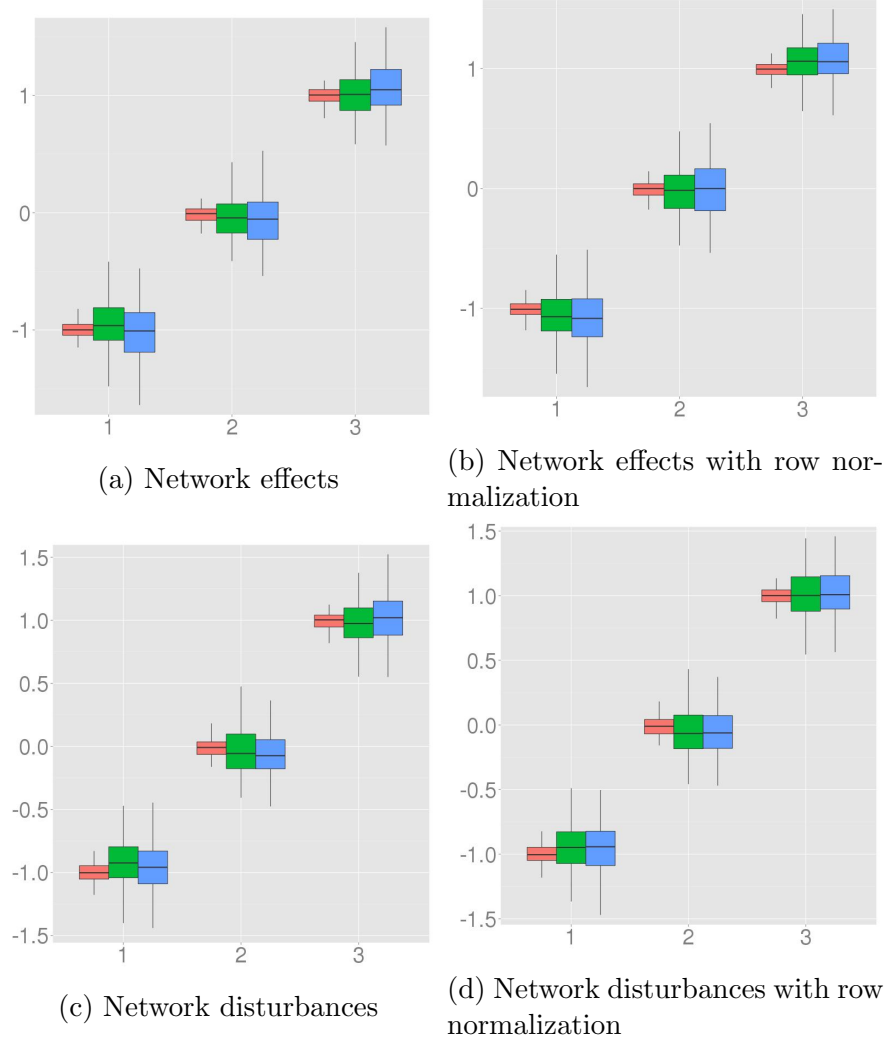 1
0
-1
1 2 3
(a) Network effects
1
0
-1
1 2 3
(b) Network effects with row nor-
malization
1.5
1.0
0.5
0.0
-0.5
-1.0
-1.5
1 2 3
(c) Network disturbances
1.5
1.0
0.5
0.0
-0.5
-1.0
-1.5
1 2 3
(d) Network disturbances with row
normalization